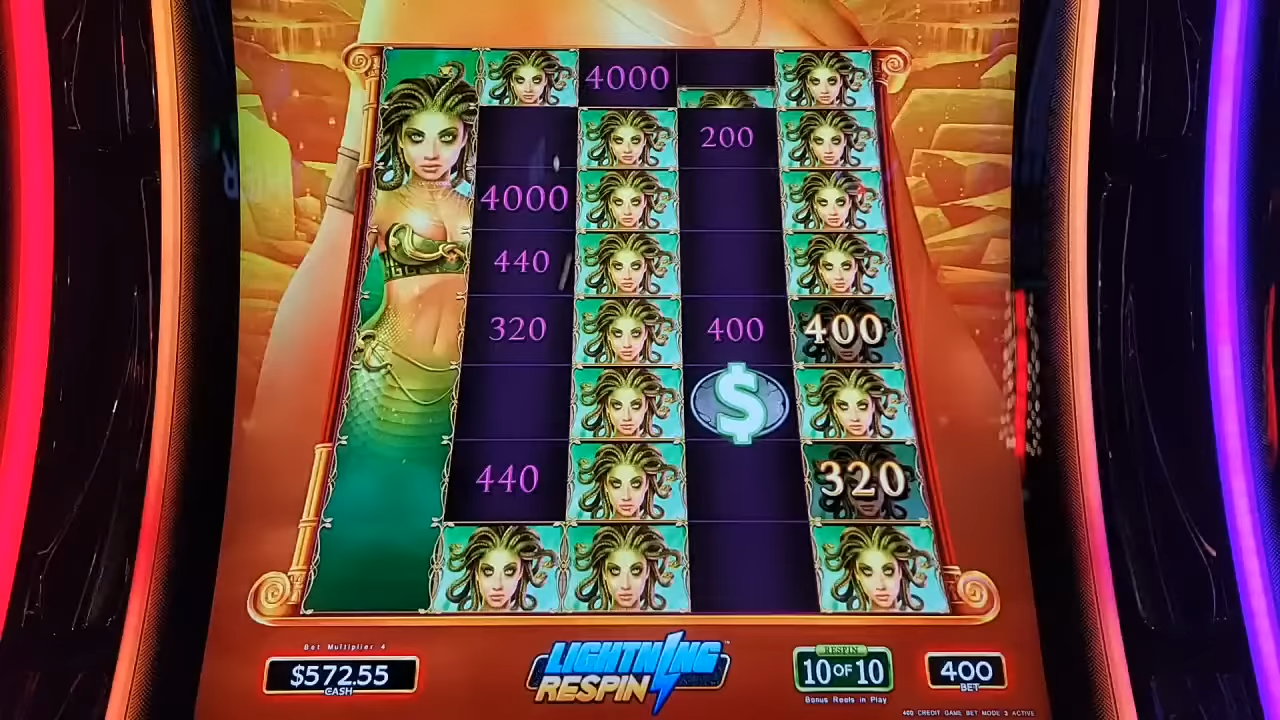 4000
200
4000
440
320
400
400
$
440
320
Bet Multiplier 4
$572.55
CASH
LIGHTNING
RESPIN
RESPIN
10 OF 10
Bonus Reels in Play
400
BET
400 CREDIT GAME BET MODE 3 ACTIVE